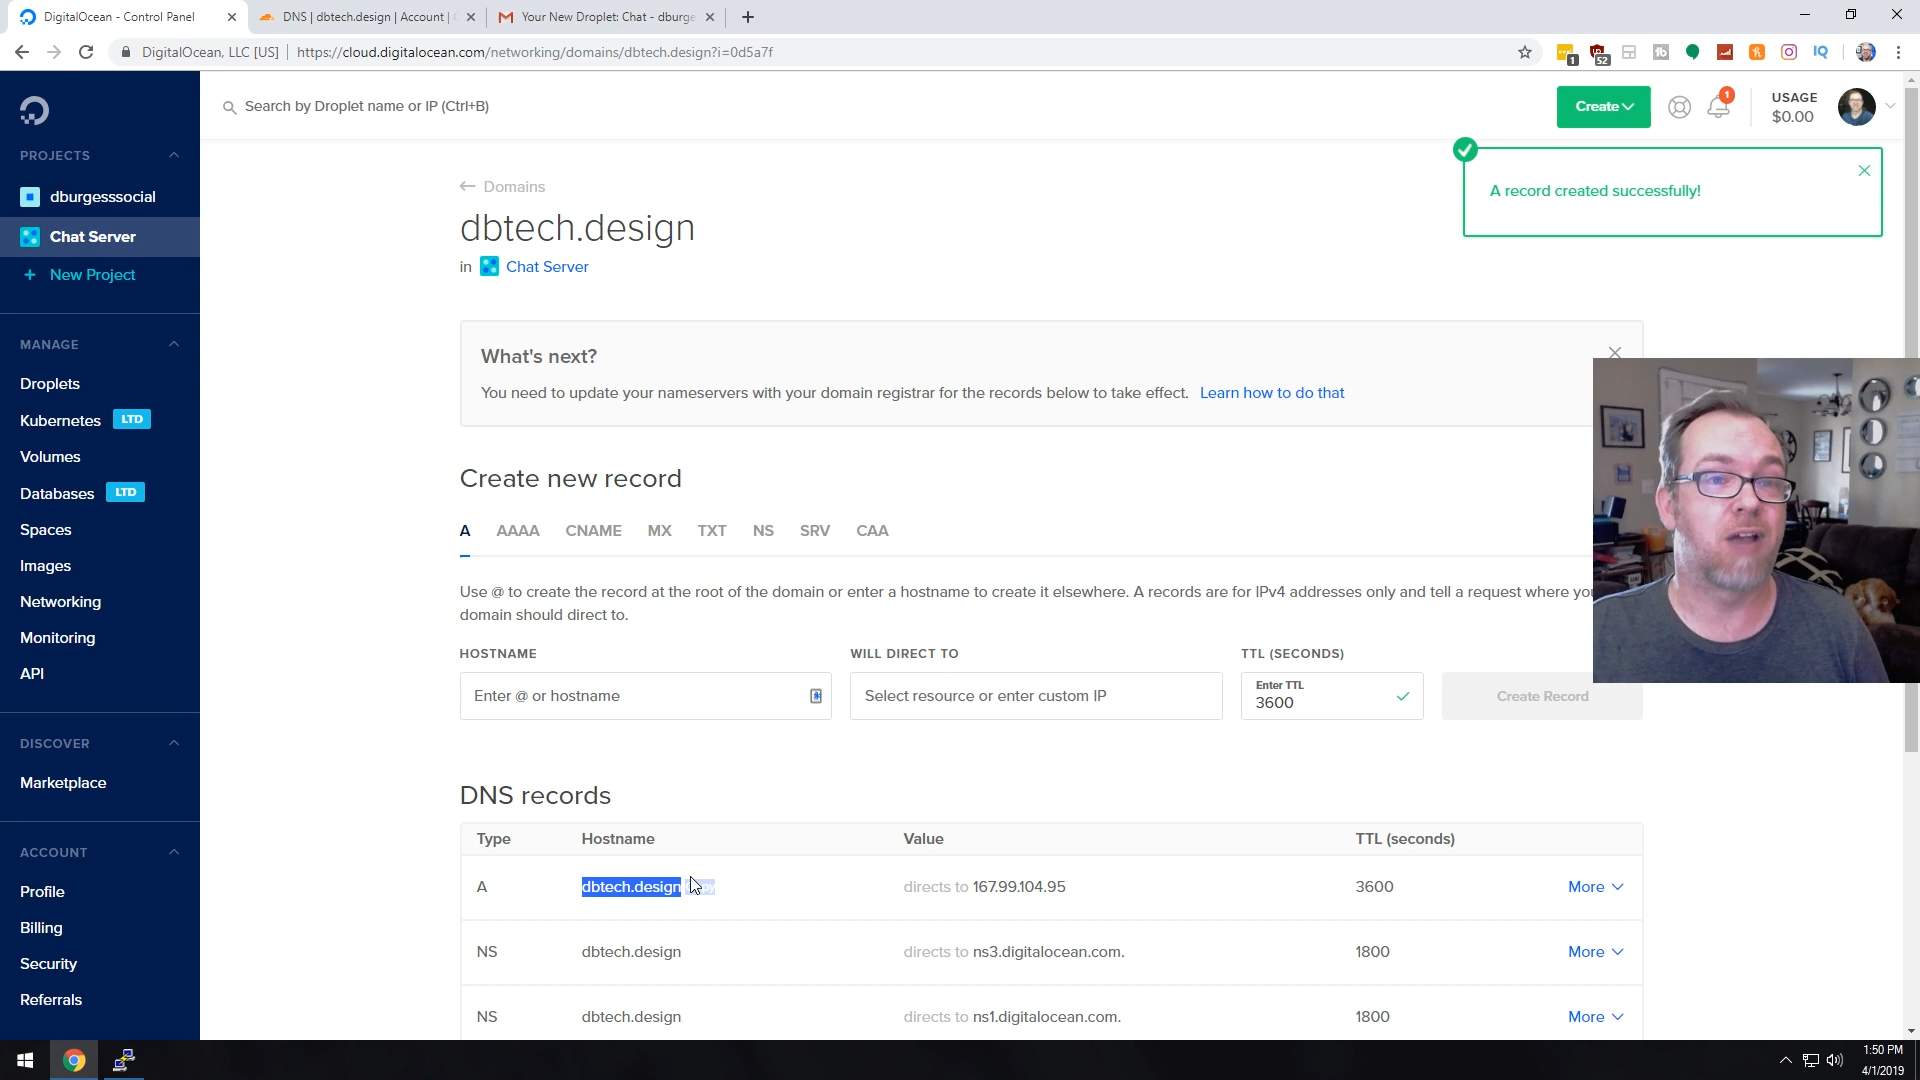 DigitalOcean - Control Panel
DNS | dbtech.design | Account |
Your New Droplet: Chat - dburge
DigitalOcean, LLC [US]
https://cloud.digitalocean.com/networking/domains/dbtech.design?i=0d5a7f
1
52
Search by Droplet name or IP (Ctrl+B)
Create
1
USAGE
$0.00
PROJECTS
dburgesssocial
Chat Server
+ New Project
MANAGE
Droplets
Kubernetes LTD
Volumes
Databases LTD
Spaces
Images
Networking
Monitoring
API
DISCOVER
Marketplace
ACCOUNT
Profile
Billing
Security
Referrals
A record created successfully!
← Domains
dbtech.design
in Chat Server
What's next?
You need to update your nameservers with your domain registrar for the records below to take effect. Learn how to do that
Create new record
A AAAA CNAME MX TXT NS SRV CAA
Use @ to create the record at the root of the domain or enter a hostname to create it elsewhere. A records are for IPv4 addresses only and tell a request where
domain should direct to.
HOSTNAME
Enter @ or hostname
WILL DIRECT TO
Select resource or enter custom IP
TTL (SECONDS)
Enter TTL
3600
Create Record
DNS records
Type Hostname Value TTL (seconds)
A dbtech.design directs to 167.99.104.95 3600 More
NS dbtech.design directs to ns3.digitalocean.com. 1800 More
NS dbtech.design directs to ns1.digitalocean.com. 1800 More
1:50 PM
4/1/2019